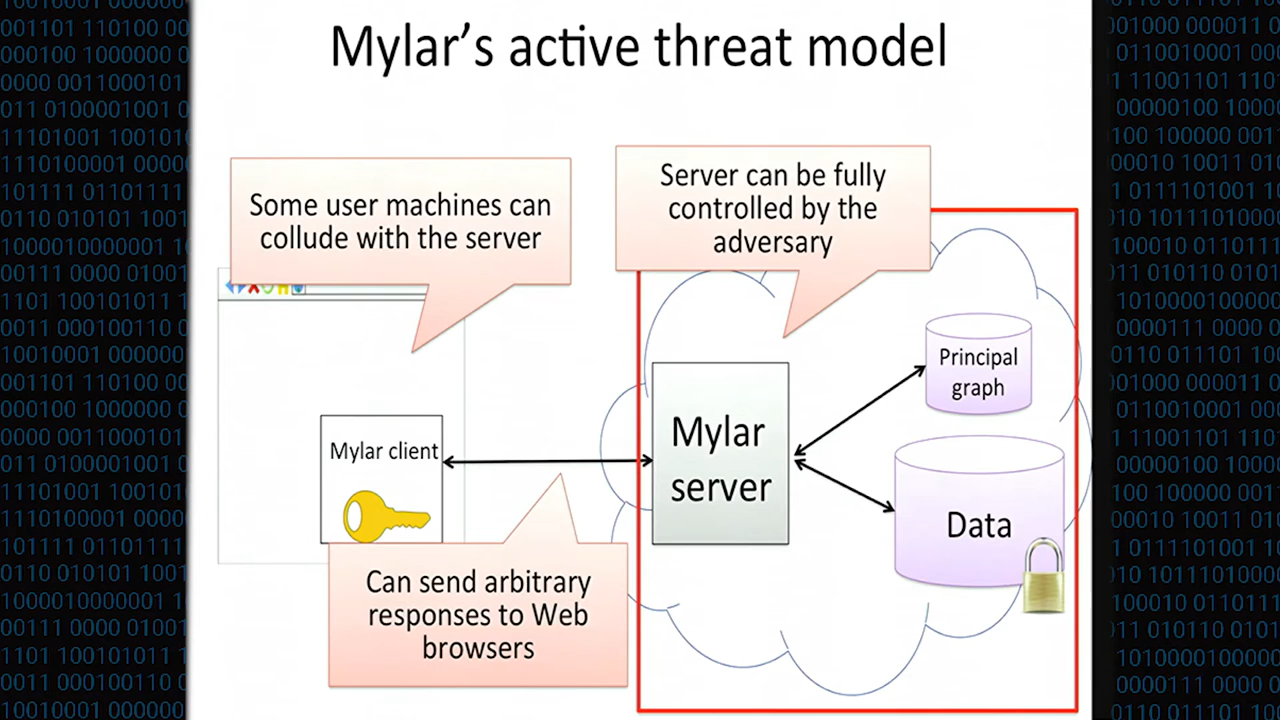 Mylar's active threat model
Some user machines can
collude with the server
Server can be fully
controlled by the
adversary
Principal
graph
Mylar client
Mylar
server
Data
Can send arbitrary
responses to Web
browsers